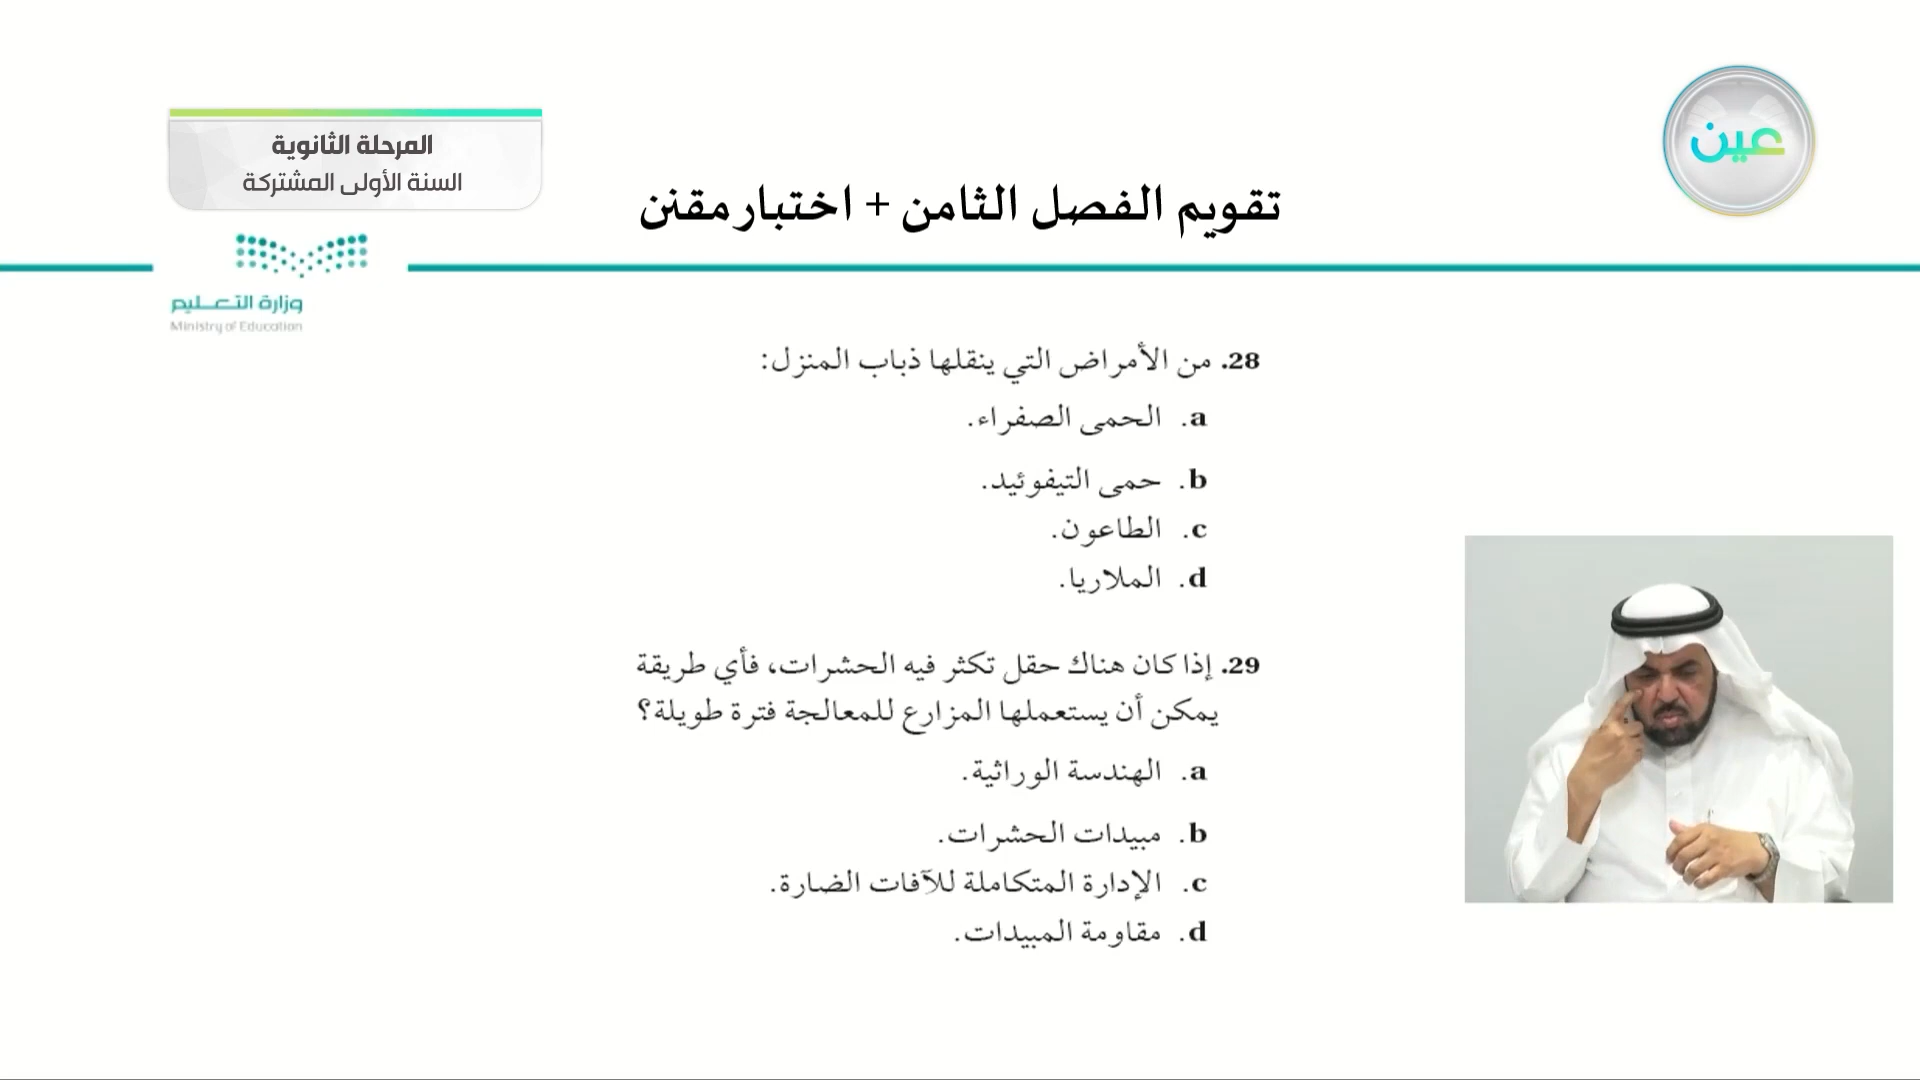 عين
المرحلة الثانوية
السنة الأولى المشتركة
تقويم الفصل الثامن + اختبار مقنن
وزارة التعليم
Ministry of Education
28. من الأمراض التي ينقلها ذباب المنزل:
a. الحمى الصفراء.
b. حمى التيفوئيد.
c. الطاعون.
d. الملاريا.
29. إذا كان هناك حقل تكثر فيه الحشرات، فأي طريقة
يمكن أن يستعملها المزارع للمعالجة فترة طويلة؟
a. الهندسة الوراثية.
b. مبيدات الحشرات.
c. الإدارة المتكاملة للآفات الضارة.
d. مقاومة المبيدات.